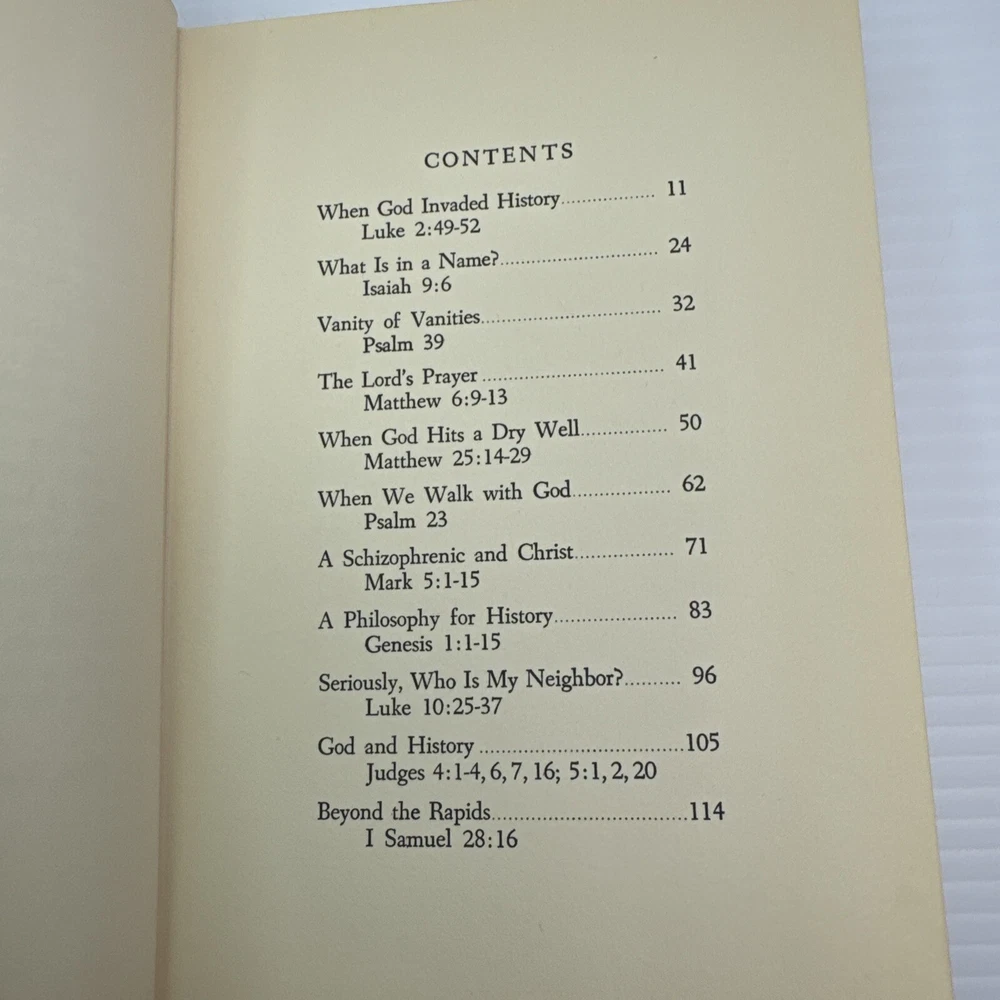 CONTENTS
When God Invaded History.................. 11
Luke 2:49-52
What Is in a Name?.............................. 24
Isaiah 9:6
Vanity of Vanities.................................. 32
Psalm 39
The Lord's Prayer .................................. 41
Matthew 6:9-13
When God Hits a Dry Well................ 50
Matthew 25:14-29
When We Walk with God.................. 62
Psalm 23
A Schizophrenic and Christ.................. 71
Mark 5:1-15
A Philosophy for History...................... 83
Genesis 1:1-15
Seriously, Who Is My Neighbor?.......... 96
Luke 10:25-37
God and History ....................................105
Judges 4:1-4, 6, 7, 16; 5:1, 2, 20
Beyond the Rapids..................................114
I Samuel 28:16